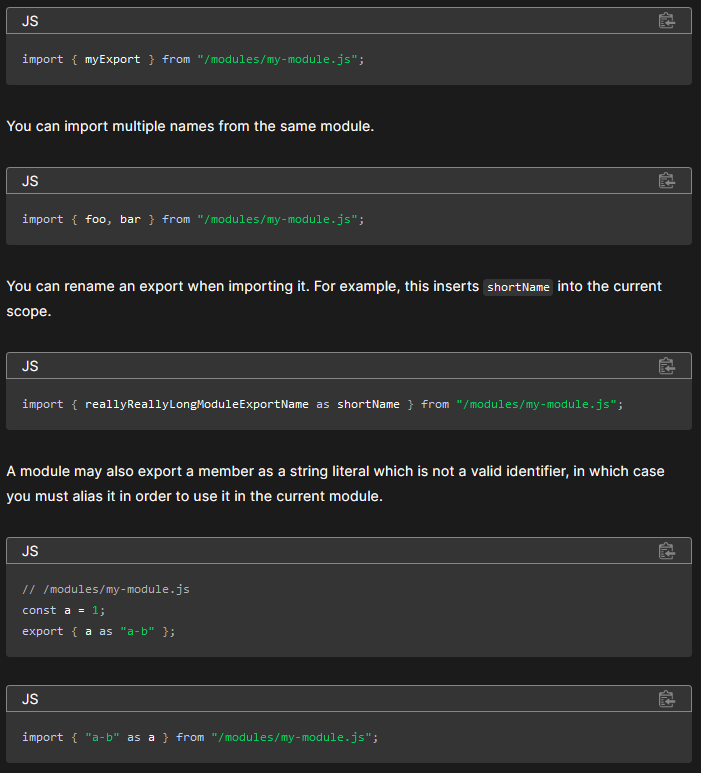 JS
import { myExport } from "/modules/my-module.js";
You can import multiple names from the same module.
JS
import { foo, bar } from "/modules/my-module.js";
You can rename an export when importing it. For example, this inserts shortName into the current
scope.
JS
import { reallyReallyLongModuleExportName as shortName } from "/modules/my-module.js";
A module may also export a member as a string literal which is not a valid identifier, in which case
you must alias it in order to use it in the current module.
JS
// /modules/my-module.js
const a = 1;
export { a as "a-b" };
JS
import { "a-b" as a } from "/modules/my-module.js";